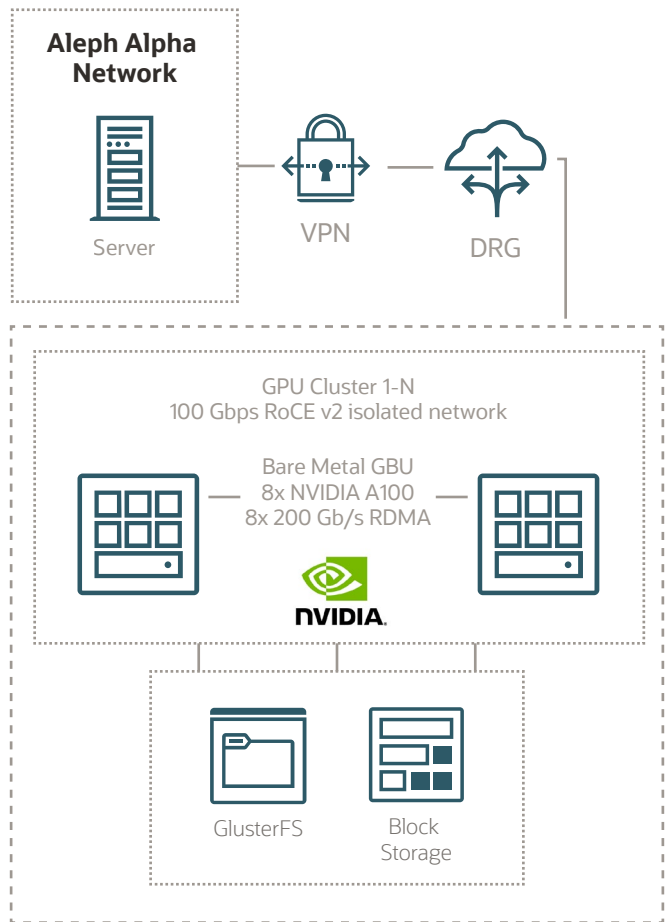 Aleph Alpha
Network
Server
VPN
DRG
GPU Cluster 1-N
100 Gbps RoCE v2 isolated network
Bare Metal GBU
8x NVIDIA A100
8x 200 Gb/s RDMA
NVIDIA.
GlusterFS
Block
Storage